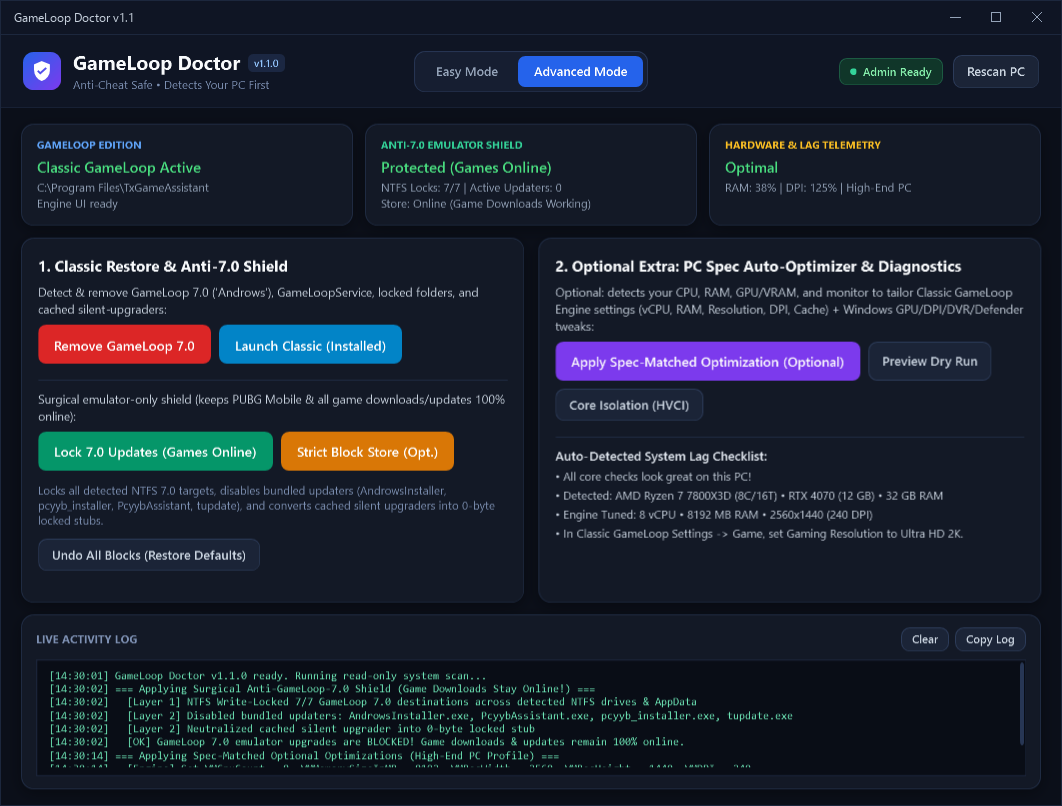 GameLoop Doctor v1.1
GameLoop Doctor v1.1.0
Anti-Cheat Safe • Detects Your PC First
Easy Mode
Advanced Mode
Admin Ready
Rescan PC
GAMELOOP EDITION
Classic GameLoop Active
C:\Program Files\TxGameAssistant
Engine UI ready
ANTI-7.0 EMULATOR SHIELD
Protected (Games Online)
NTFS Locks: 7/7 | Active Updaters: 0
Store: Online (Game Downloads Working)
HARDWARE & LAG TELEMETRY
Optimal
RAM: 38% | DPI: 125% | High-End PC
1. Classic Restore & Anti-7.0 Shield
Detect & remove GameLoop 7.0 ('Androws'), GameLoopService, locked folders, and
cached silent-upgraders:
Remove GameLoop 7.0
Launch Classic (Installed)
Surgical emulator-only shield (keeps PUBG Mobile & all game downloads/updates 100%
online):
Lock 7.0 Updates (Games Online)
Strict Block Store (Opt.)
Locks all detected NTFS 7.0 targets, disables bundled updaters (AndrowsInstaller,
pcyyb_installer, PcyybAssistant, tupdate), and converts cached silent upgraders into 0-byte
locked stubs.
Undo All Blocks (Restore Defaults)
2. Optional Extra: PC Spec Auto-Optimizer & Diagnostics
Optional: detects your CPU, RAM, GPU/VRAM, and monitor to tailor Classic GameLoop
Engine settings (vCPU, RAM, Resolution, DPI, Cache) + Windows GPU/DPI/DVR/Defender
tweaks:
Apply Spec-Matched Optimization (Optional)
Preview Dry Run
Core Isolation (HVCI)
Auto-Detected System Lag Checklist:
• All core checks look great on this PC!
• Detected: AMD Ryzen 7 7800X3D (8C/16T) • RTX 4070 (12 GB) • 32 GB RAM
• Engine Tuned: 8 vCPU • 8192 MB RAM • 2560x1440 (240 DPI)
• In Classic GameLoop Settings -> Game, set Gaming Resolution to Ultra HD 2K.
LIVE ACTIVITY LOG
Clear
Copy Log
[14:30:01] GameLoop Doctor v1.1.0 ready. Running read-only system scan...
[14:30:02] === Applying Surgical Anti-GameLoop-7.0 Shield (Game Downloads Stay Online!) ===
[14:30:02]   [Layer 1] NTFS Write-Locked 7/7 GameLoop 7.0 destinations across detected NTFS drives & AppData
[14:30:02]   [Layer 2] Disabled bundled updaters: AndrowsInstaller.exe, PcyybAssistant.exe, pcyyb_installer.exe, tupdate.exe
[14:30:02]   [Layer 2] Neutralized cached silent upgrader into 0-byte locked stub
[14:30:02]   [OK] GameLoop 7.0 emulator upgrades are BLOCKED! Game downloads & updates remain 100% online.
[14:30:14] === Applying Spec-Matched Optional Optimizations (High-End PC Profile) ===